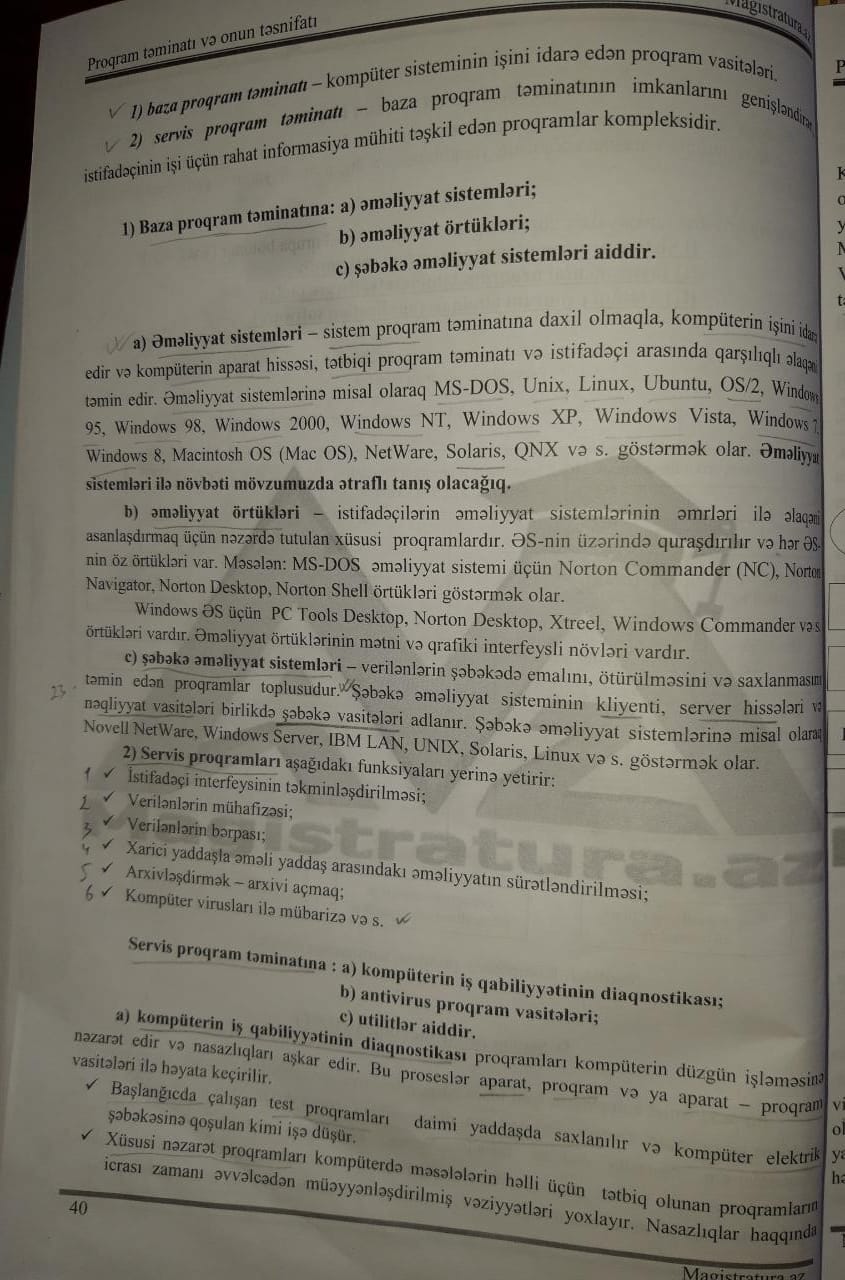 Proqram təminatı və onun təsnifatı
Magistratura.az
✓ 1) baza proqram təminatı – kompüter sisteminin işini idarə edən proqram vasitələri.
✓ 2) servis proqram təminatı – baza proqram təminatının imkanlarını genişləndirən,
istifadəçinin işi üçün rahat informasiya mühiti təşkil edən proqramlar kompleksidir.
1) Baza proqram təminatına: a) əməliyyat sistemləri;
b) əməliyyat örtükləri;
c) şəbəkə əməliyyat sistemləri aiddir.
a) Əməliyyat sistemləri – sistem proqram təminatına daxil olmaqla, kompüterin işini idarə
edir və kompüterin aparat hissəsi, tətbiqi proqram təminatı və istifadəçi arasında qarşılıqlı əlaqəni
təmin edir. Əməliyyat sistemlərinə misal olaraq MS-DOS, Unix, Linux, Ubuntu, OS/2, Windows
95, Windows 98, Windows 2000, Windows NT, Windows XP, Windows Vista, Windows 7,
Windows 8, Macintosh OS (Mac OS), NetWare, Solaris, QNX və s. göstərmək olar. Əməliyyat
sistemləri ilə növbəti mövzumuzda ətraflı tanış olacağıq.
b) əməliyyat örtükləri – istifadəçilərin əməliyyat sistemlərinin əmrləri ilə əlaqəni
asanlaşdırmaq üçün nəzərdə tutulan xüsusi proqramlardır. ƏS-nin üzərində quraşdırılır və hər ƏS-
nin öz örtükləri var. Məsələn: MS-DOS əməliyyat sistemi üçün Norton Commander (NC), Norton
Navigator, Norton Desktop, Norton Shell örtükləri göstərmək olar.
Windows ƏS üçün PC Tools Desktop, Norton Desktop, Xtreel, Windows Commander və s
örtükləri vardır. Əməliyyat örtüklərinin mətni və qrafiki interfeysli növləri vardır.
c) şəbəkə əməliyyat sistemləri – verilənlərin şəbəkədə emalını, ötürülməsini və saxlanmasını
23. təmin edən proqramlar toplusudur. Şəbəkə əməliyyat sisteminin kliyenti, server hissələri və
nəqliyyat vasitələri birlikdə şəbəkə vasitələri adlanır. Şəbəkə əməliyyat sistemlərinə misal olaraq
Novell NetWare, Windows Server, IBM LAN, UNIX, Solaris, Linux və s. göstərmək olar.
2) Servis proqramları aşağıdakı funksiyaları yerinə yetirir:
1 ✓ İstifadəçi interfeysinin təkminləşdirilməsi;
2 ✓ Verilənlərin mühafizəsi;
3 ✓ Verilənlərin bərpası;
4 ✓ Xarici yaddaşla əməli yaddaş arasındakı əməliyyatın sürətləndirilməsi;
5 ✓ Arxivləşdirmək – arxivi açmaq;
6 ✓ Kompüter virusları ilə mübarizə və s. ✓
Magistratura.az
Servis proqram təminatına : a) kompüterin iş qabiliyyətinin diaqnostikası;
b) antivirus proqram vasitələri;
c) utilitlər aiddir.
a) kompüterin iş qabiliyyətinin diaqnostikası proqramları kompüterin düzgün işləməsinə
nəzarət edir və nasazlıqları aşkar edir. Bu proseslər aparat, proqram və ya aparat – proqram
vasitələri ilə həyata keçirilir.
✓ Başlanğıcda çalışan test proqramları daimi yaddaşda saxlanılır və kompüter elektrik
şəbəkəsinə qoşulan kimi işə düşür.
✓ Xüsusi nəzarət proqramları kompüterdə məsələlərin həlli üçün tətbiq olunan proqramların
icrası zamanı əvvəlcədən müəyyənləşdirilmiş vəziyyətləri yoxlayır. Nasazlıqlar haqqında
40
Magistratura.az